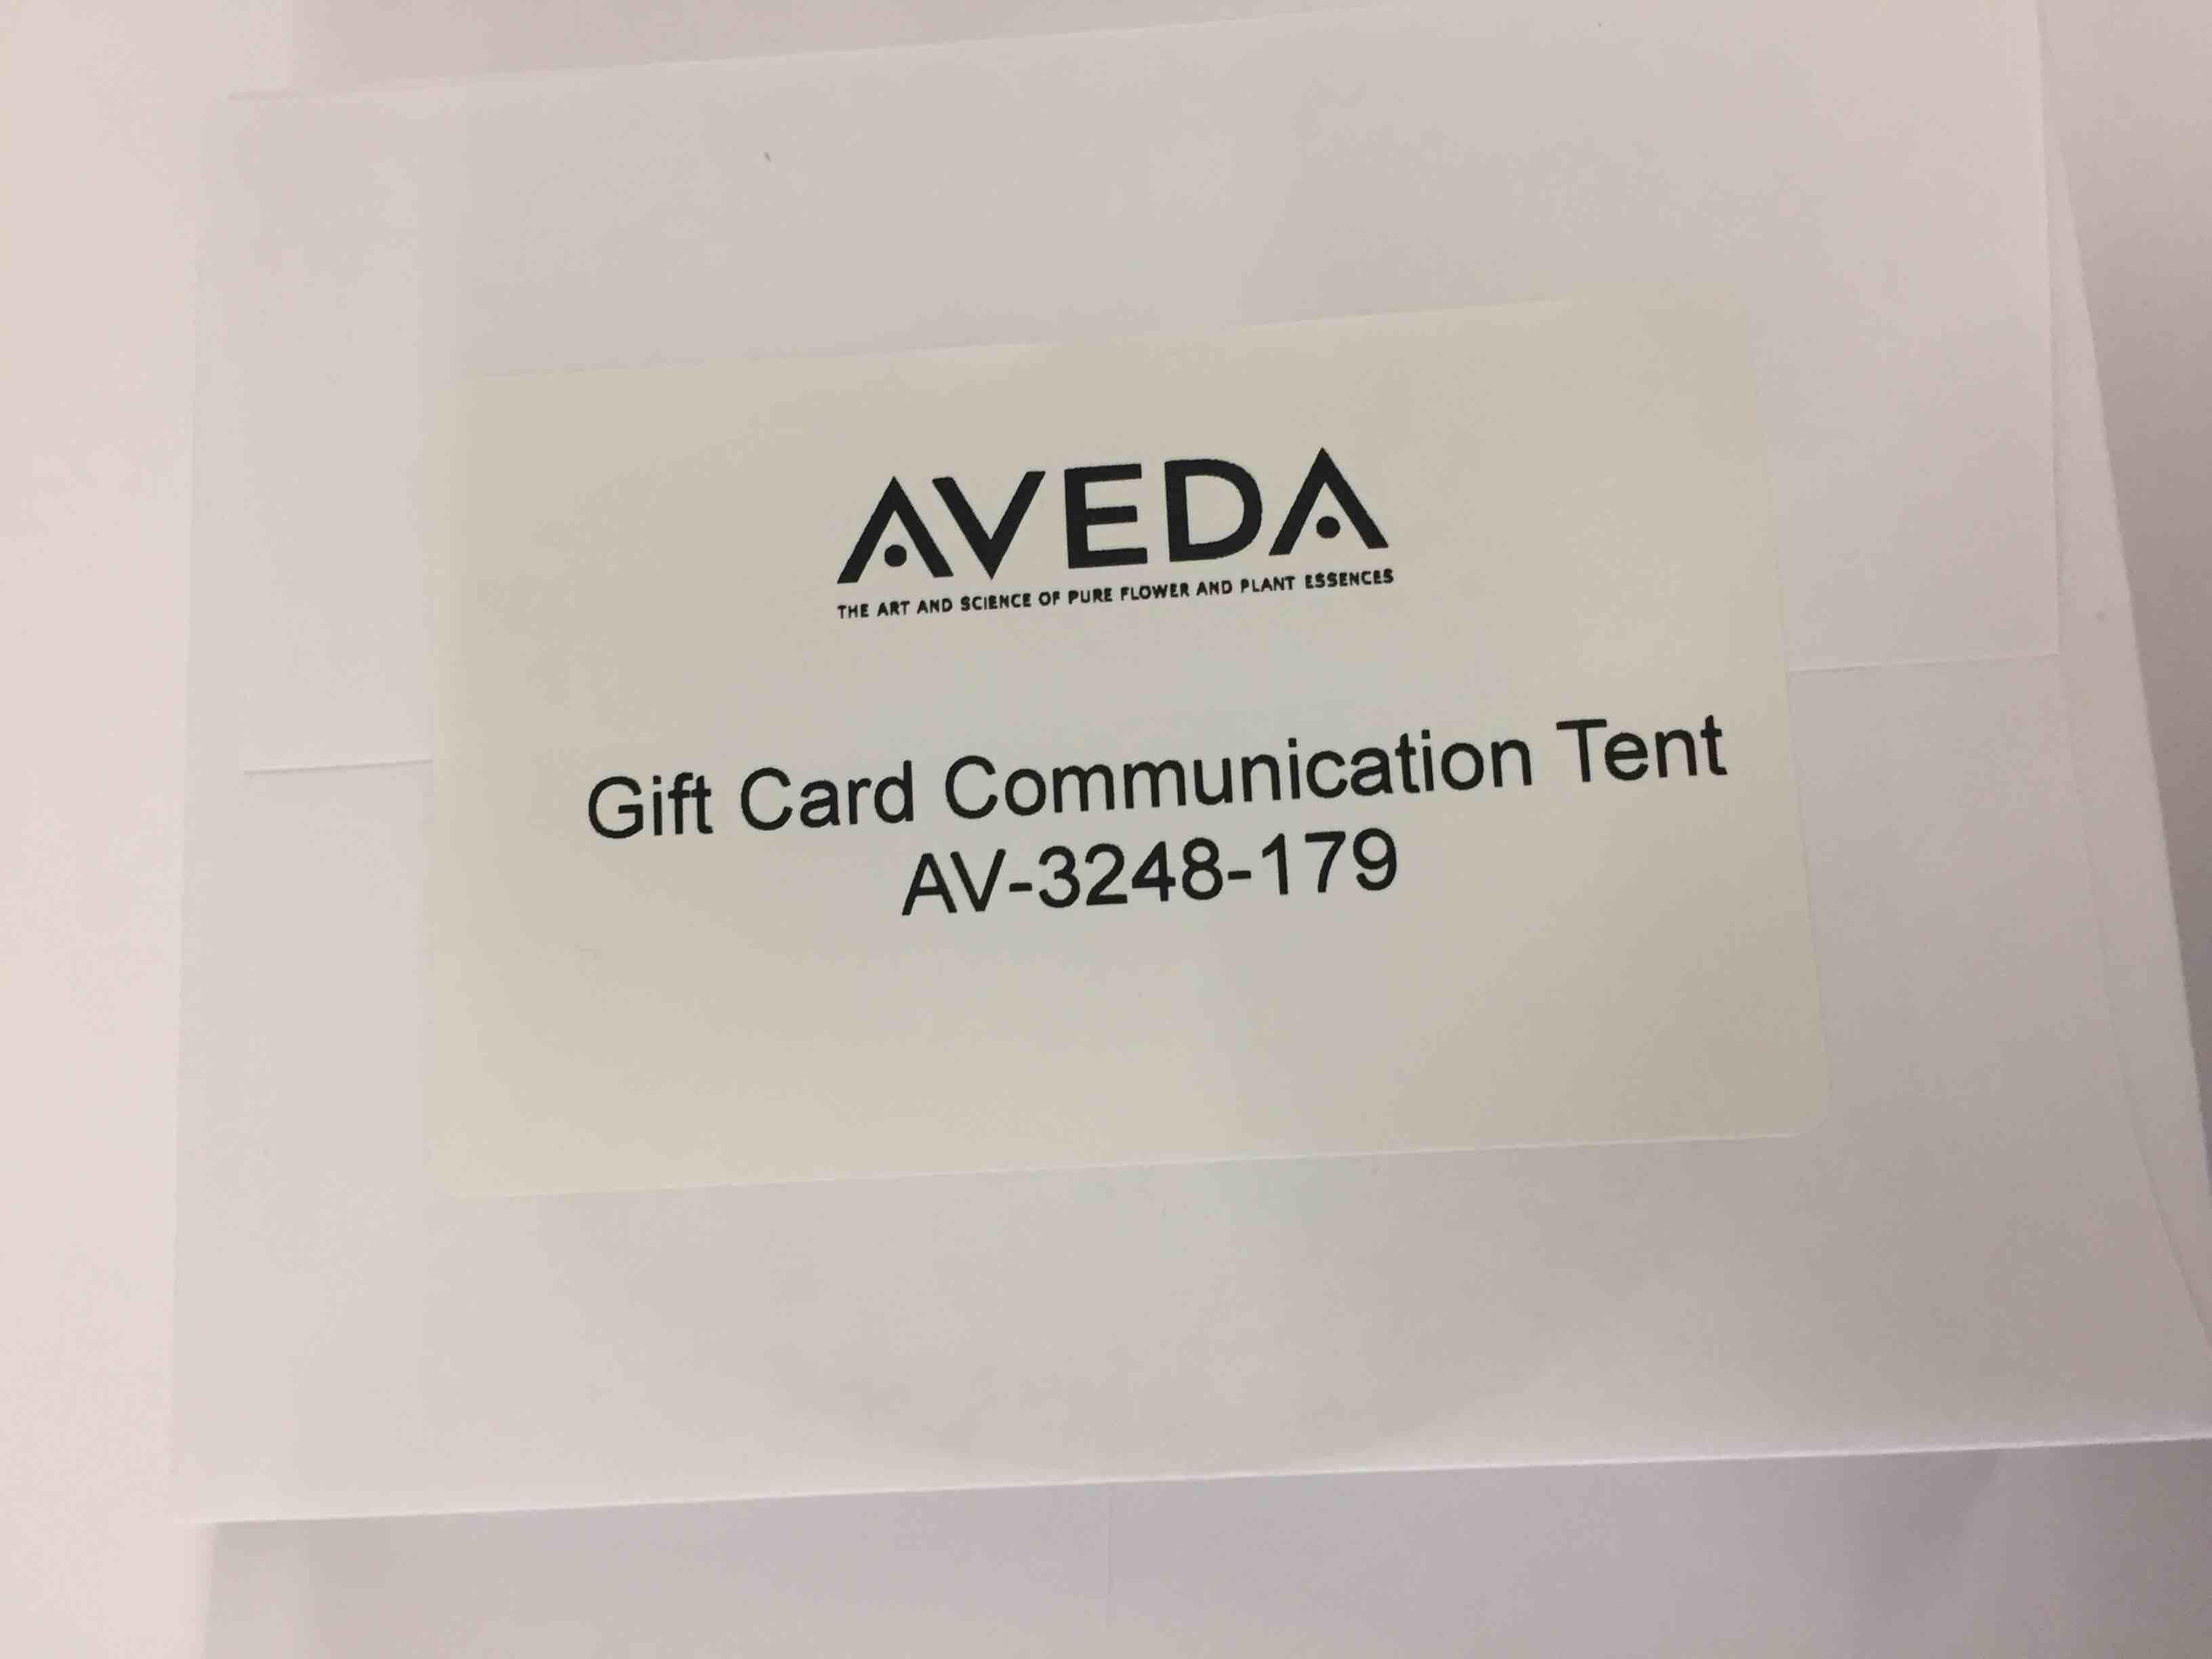 AVEDA
THE ART AND SCIENCE OF PURE FLOWER AND PLANT ESSENCES
Gift Card Communication Tent
AV-3248-179